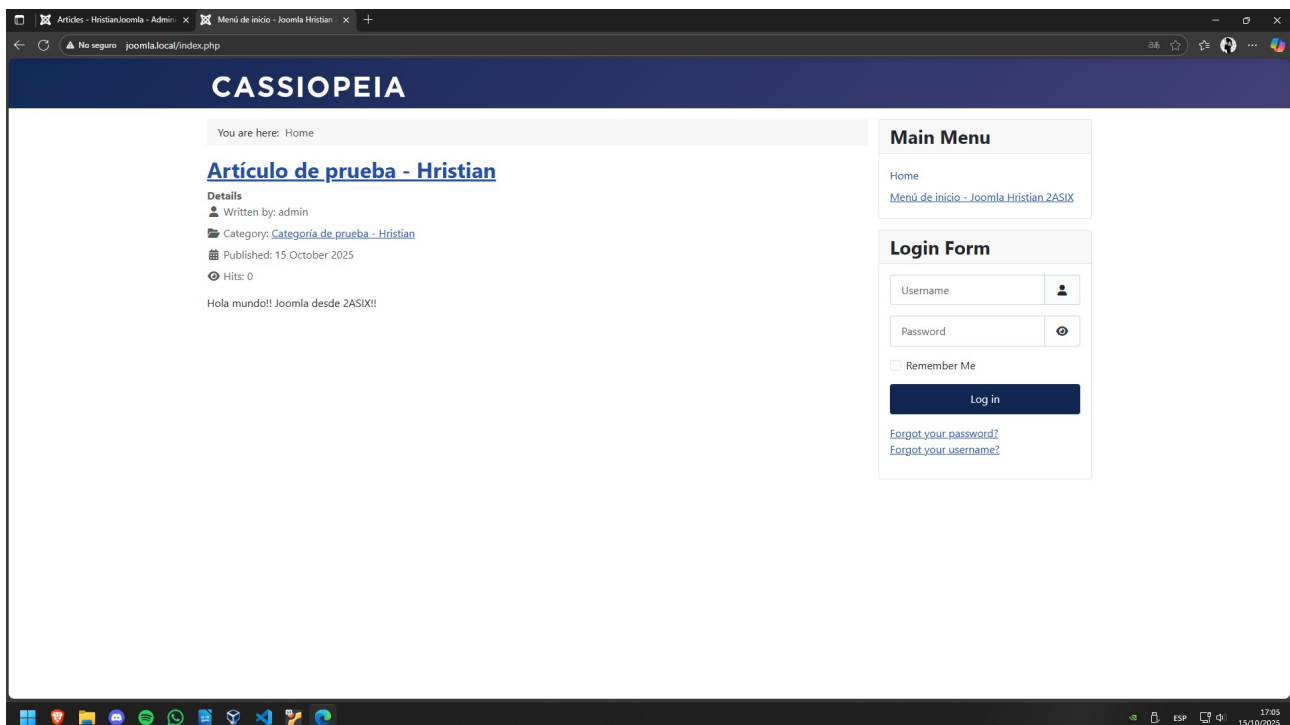 Articles - HristianJoomla - Admini
Menú de inicio - Joomla Hristian
No seguro joomla.local/index.php
CASSIOPEIA
You are here: Home
Artículo de prueba - Hristian
Details
Written by: admin
Category: Categoría de prueba - Hristian
Published: 15 October 2025
Hits: 0
Hola mundo!! Joomla desde 2ASIX!!
Main Menu
Home
Menú de inicio - Joomla Hristian 2ASIX
Login Form
Username
Password
Remember Me
Log in
Forgot your password?
Forgot your username?
ESP
17:05
15/10/2025